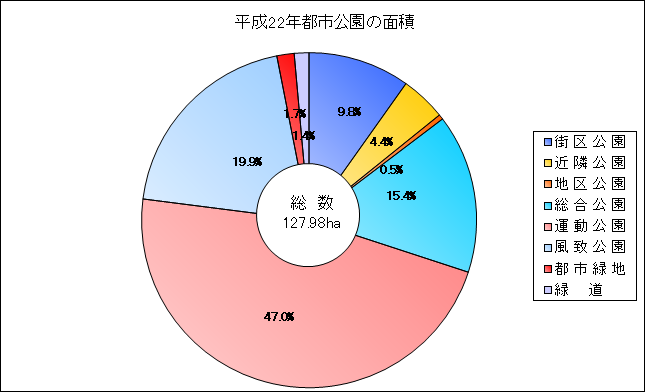 平成22年都市公園の面積
9.8%
4.4%
0.5%
15.4%
47.0%
19.9%
1.7%
1.4%
総 数
127.98ha
街区公園
近隣公園
地区公園
総合公園
運動公園
風致公園
都市緑地
緑 道